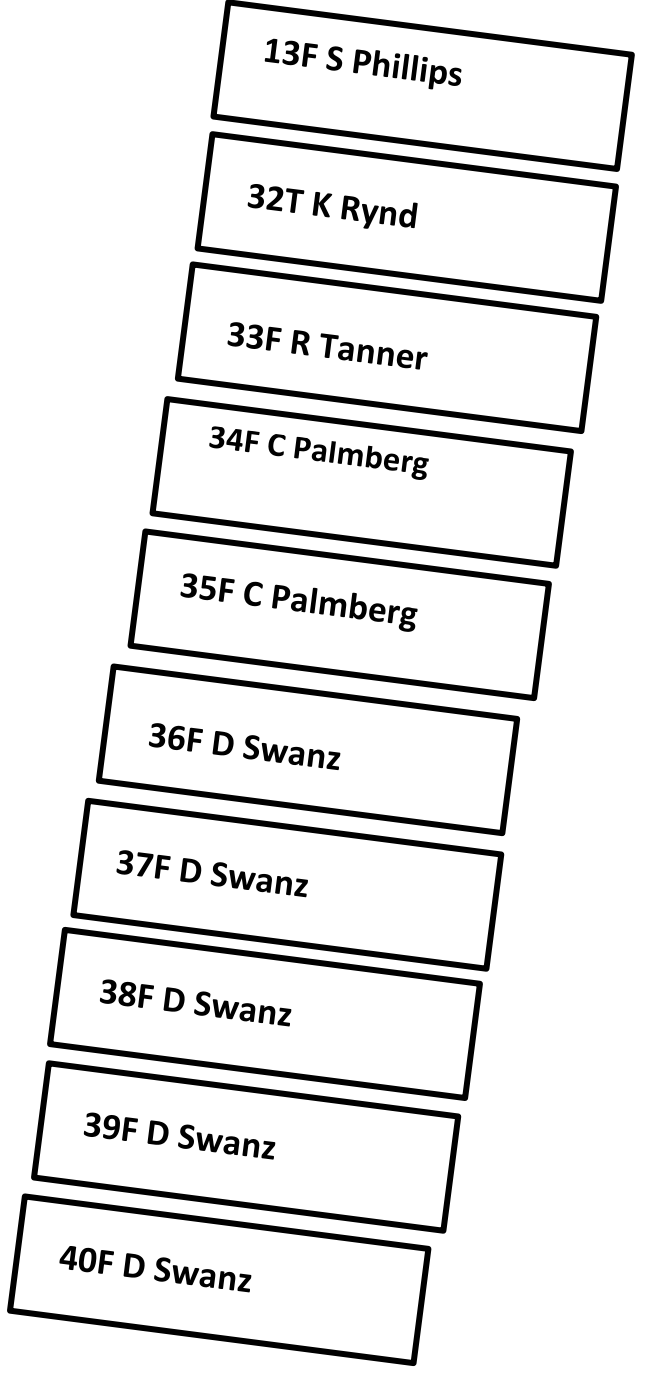 13F S Phillips
32T K Rynd
33F R Tanner
34F C Palmberg
35F C Palmberg
36F D Swanz
37F D Swanz
38F D Swanz
39F D Swanz
40F D Swanz